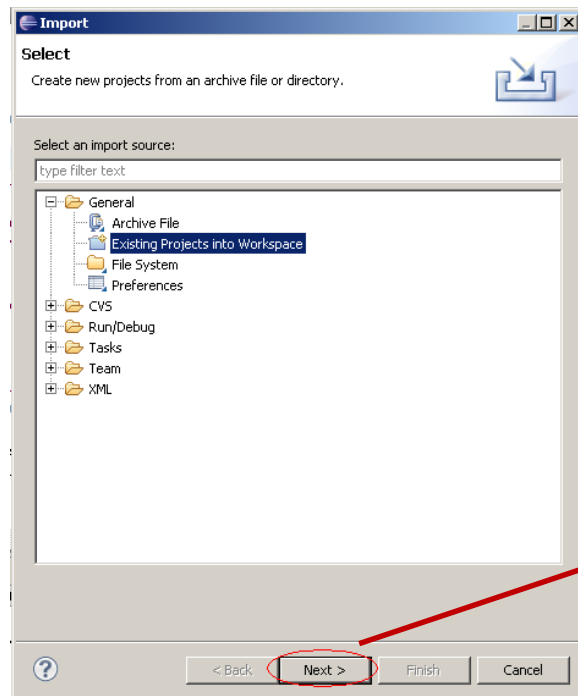 Import
Select
Create new projects from an archive file or directory.
Select an import source:
type filter text
General
Archive File
Existing Projects into Workspace
File System
Preferences
CVS
Run/Debug
Tasks
Team
XML
< Back Next > Finish Cancel